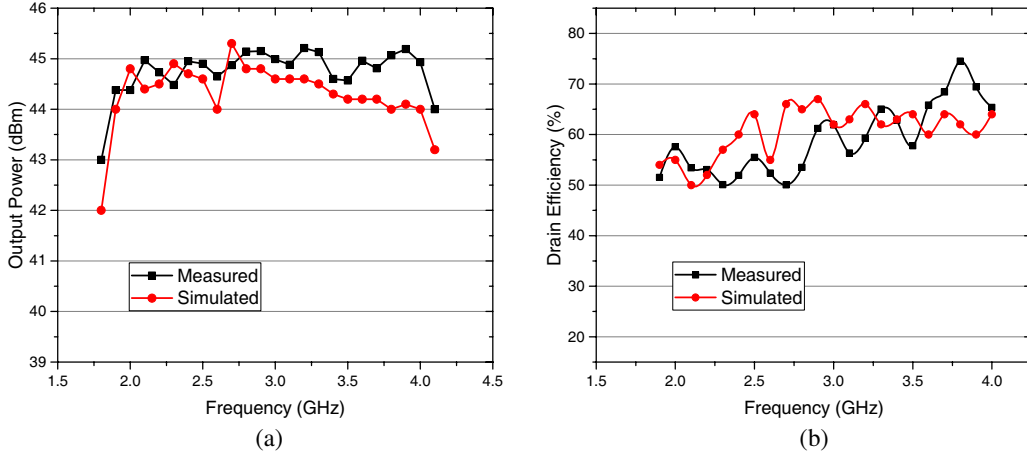 46
45
44
43
42
41
40
39
Output Power (dBm)
Measured
Simulated
1.5 2.0 2.5 3.0 3.5 4.0 4.5
Frequency (GHz)
(a)
80
70
60
50
40
30
20
Drain Efficiency (%)
Measured
Simulated
1.5 2.0 2.5 3.0 3.5 4.0
Frequency (GHz)
(b)